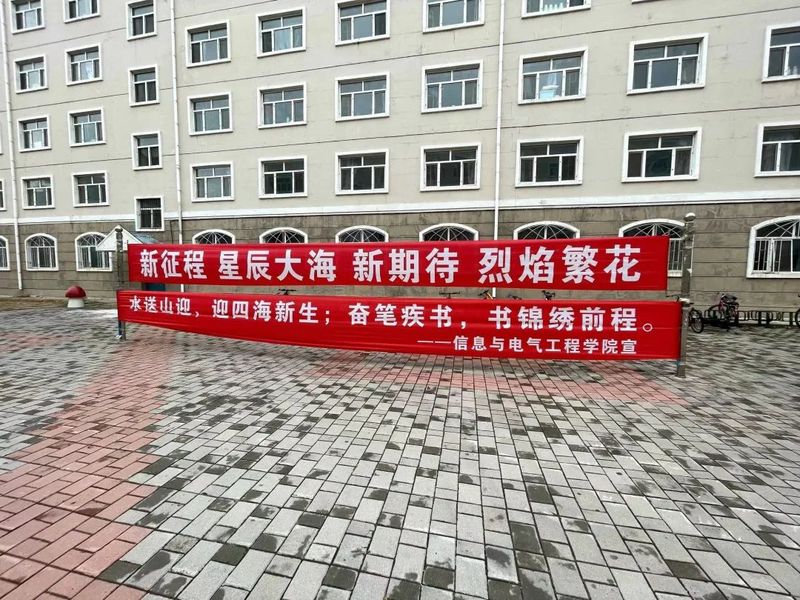 新征程 星辰大海 新期待 烈焰繁花
水送山迎，迎四海新生；奋笔疾书，书锦绣前程。
——信息与电气工程学院宣